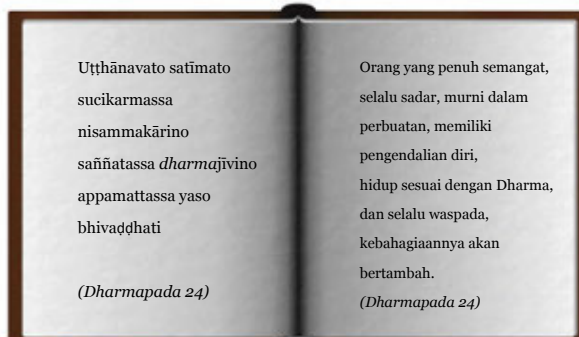 Uṭṭhānavato satīmato
sucikarmassa
nisammakārino
saññatassa dharmajīvino
appamattassa yaso
bhivaḍḍhati
(Dharmapada 24)
Orang yang penuh semangat,
selalu sadar, murni dalam
perbuatan, memiliki
pengendalian diri,
hidup sesuai dengan Dharma,
dan selalu waspada,
kebahagiaannya akan
bertambah.
(Dharmapada 24)